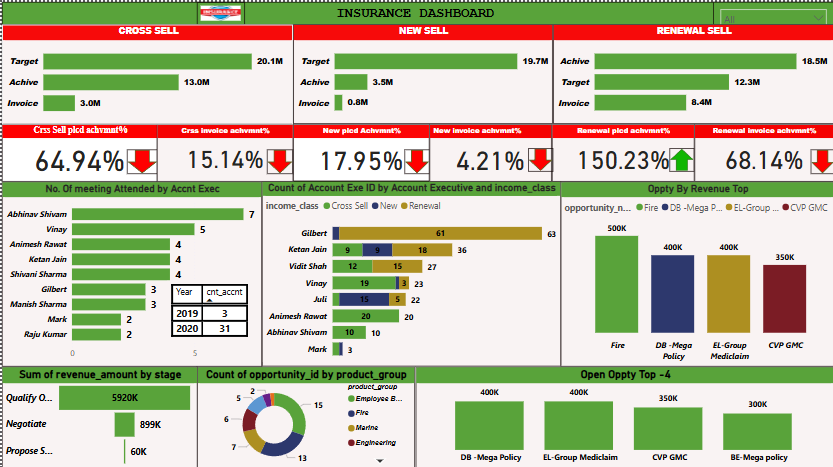 INSURANCE
INSURANCE DASHBOARD
All
CROSS SELL
Target 20.1M
Achive 13.0M
Invoice 3.0M
NEW SELL
Target 19.7M
Achive 3.5M
Invoice 0.8M
RENEWAL SELL
Achive 18.5M
Target 12.3M
Invoice 8.4M
Crss Sell plcd achvmnt%
64.94%
Crss Invoice achvmnt%
15.14%
New plcd Achvmnt%
17.95%
New invoice achvmnt%
4.21%
Renewal plcd achvmnt%
150.23%
Renewal invoice achvmnt%
68.14%
No. Of meeting Attended by Accnt Exec
Abhinav Shivam 7
Vinay 5
Animesh Rawat 4
Ketan Jain 4
Shivani Sharma 4
Gilbert 3
Manish Sharma 3
Mark 2
Raju Kumar 2
0 5
Year cnt_accnt
2019 3
2020 31
Count of Account Exe ID by Account Executive and income_class
income_class Cross Sell New Renewal
Gilbert 61 63
Ketan Jain 9 9 18 36
Vidit Shah 12 15 27
Vinay 19 3 23
Juli 15 5 22
Animesh Rawat 20 20
Abhinav Shivam 10 10
Mark 3
Oppty By Revenue Top
opportunity_n... Fire DB -Mega P... EL-Group ... CVP GMC
500K
400K
400K
350K
Fire
DB -Mega Policy
EL-Group Mediclaim
CVP GMC
Sum of revenue_amount by stage
Qualify O... 5920K
Negotiate 899K
Propose S... 60K
Count of opportunity_id by product_group
2
5
6
7
13
15
product_group
Employee B...
Fire
Marine
Engineering
Open Oppty Top -4
400K
400K
350K
300K
DB -Mega Policy
EL-Group Mediclaim
CVP GMC
BE-Mega policy